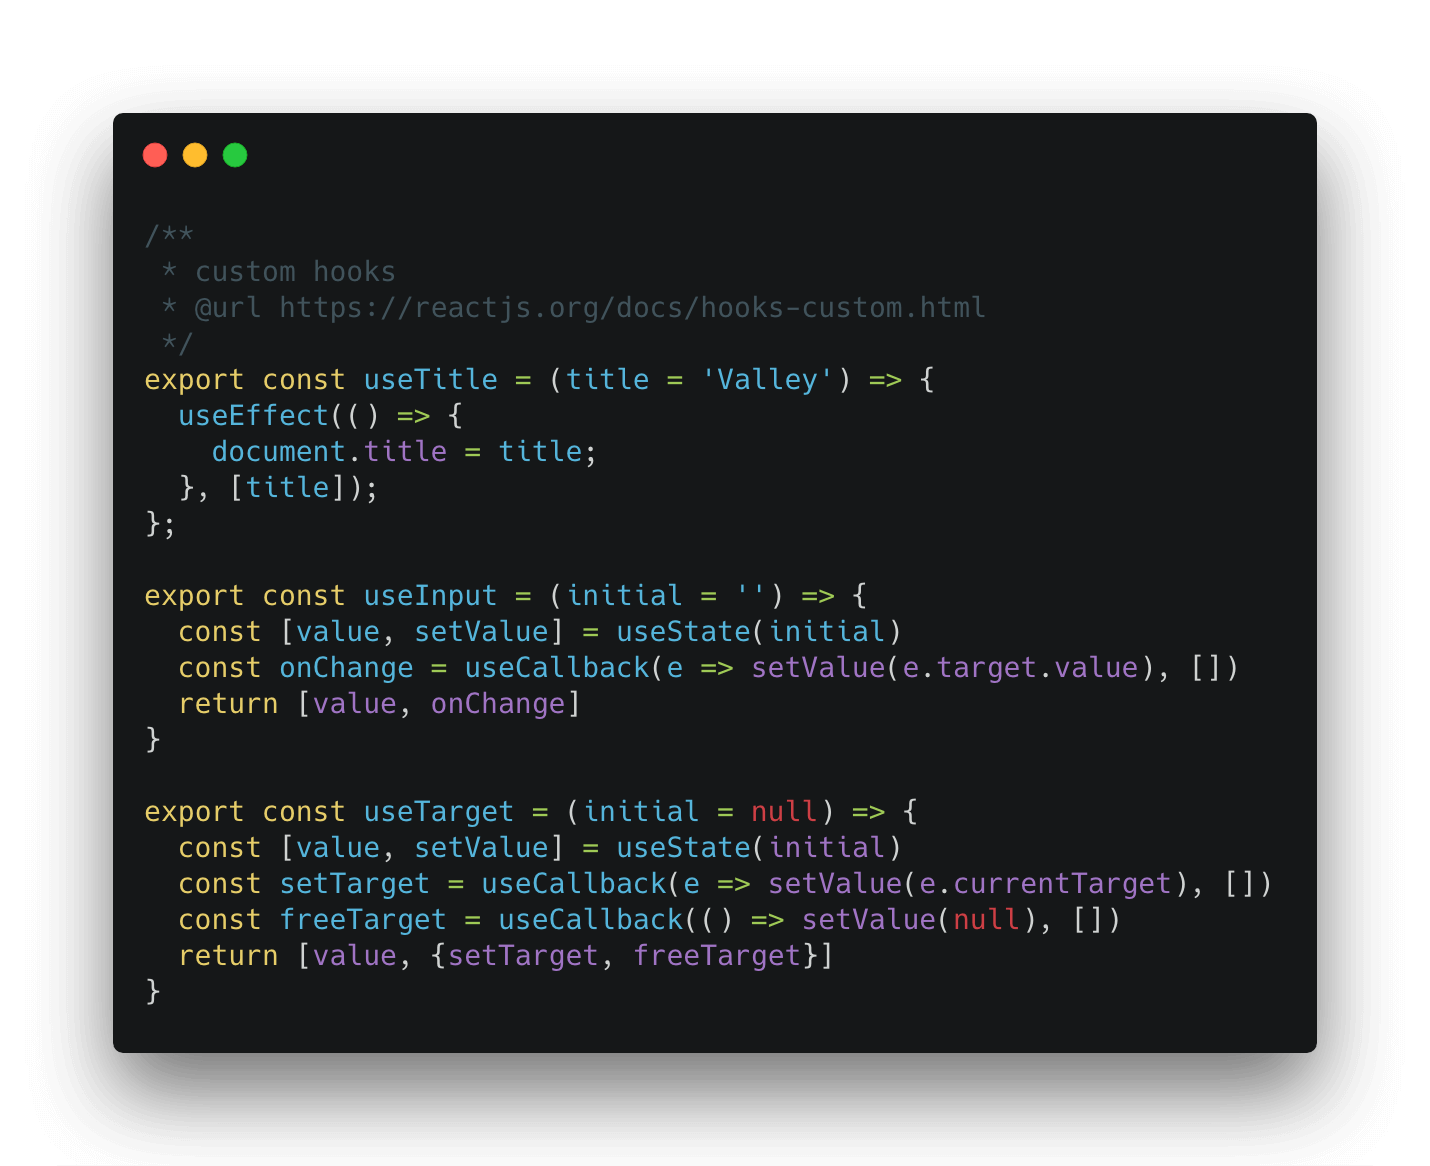 /**
 * custom hooks
 * @url https://reactjs.org/docs/hooks-custom.html
 */
export const useTitle = (title = 'Valley') => {
  useEffect(() => {
    document.title = title;
  }, [title]);
};

export const useInput = (initial = '') => {
  const [value, setValue] = useState(initial)
  const onChange = useCallback(e => setValue(e.target.value), [])
  return [value, onChange]
}

export const useTarget = (initial = null) => {
  const [value, setValue] = useState(initial)
  const setTarget = useCallback(e => setValue(e.currentTarget), [])
  const freeTarget = useCallback(() => setValue(null), [])
  return [value, {setTarget, freeTarget}]
}